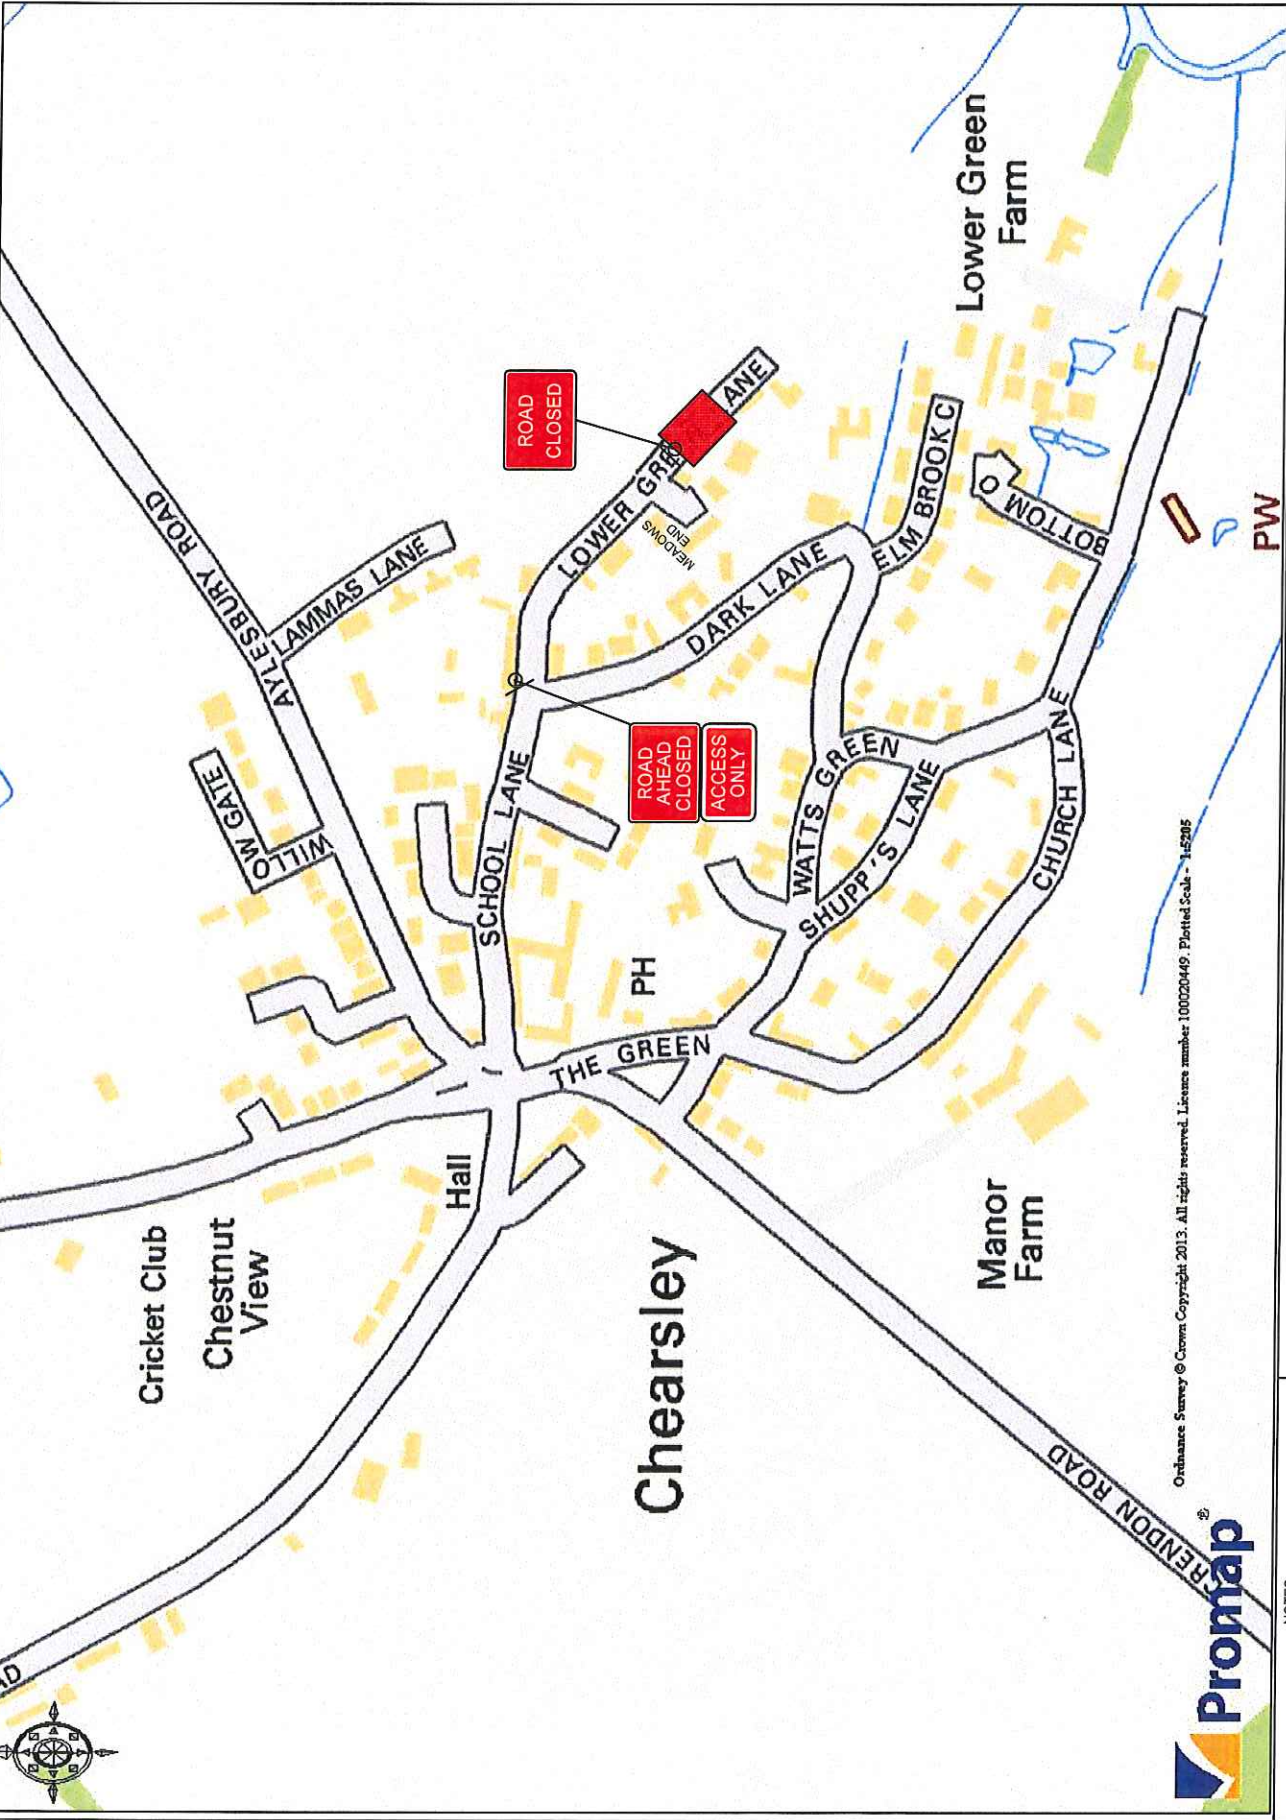 Cricket Club
Chestnut
View
Hall
Chearsley
Manor
Farm
RENDON ROAD
THE GREEN
PH
WILLOW GATE
AYLESBURY ROAD
LAMMAS LANE
SCHOOL LANE
ROAD
AHEAD
CLOSED
ACCESS
ONLY
ROAD
CLOSED
LOWER GRE
ANE
MEADOWS
END
DARK LANE
WATTS GREEN
SHUPP'S LANE
CHURCH LANE
ELM BROOK C
BOTTOM O
Lower Green
Farm
PW
Promap®
Ordnance Survey © Crown Copyright 2013. All rights reserved. Licence number 100020449. Plotted Scale - 1:5205